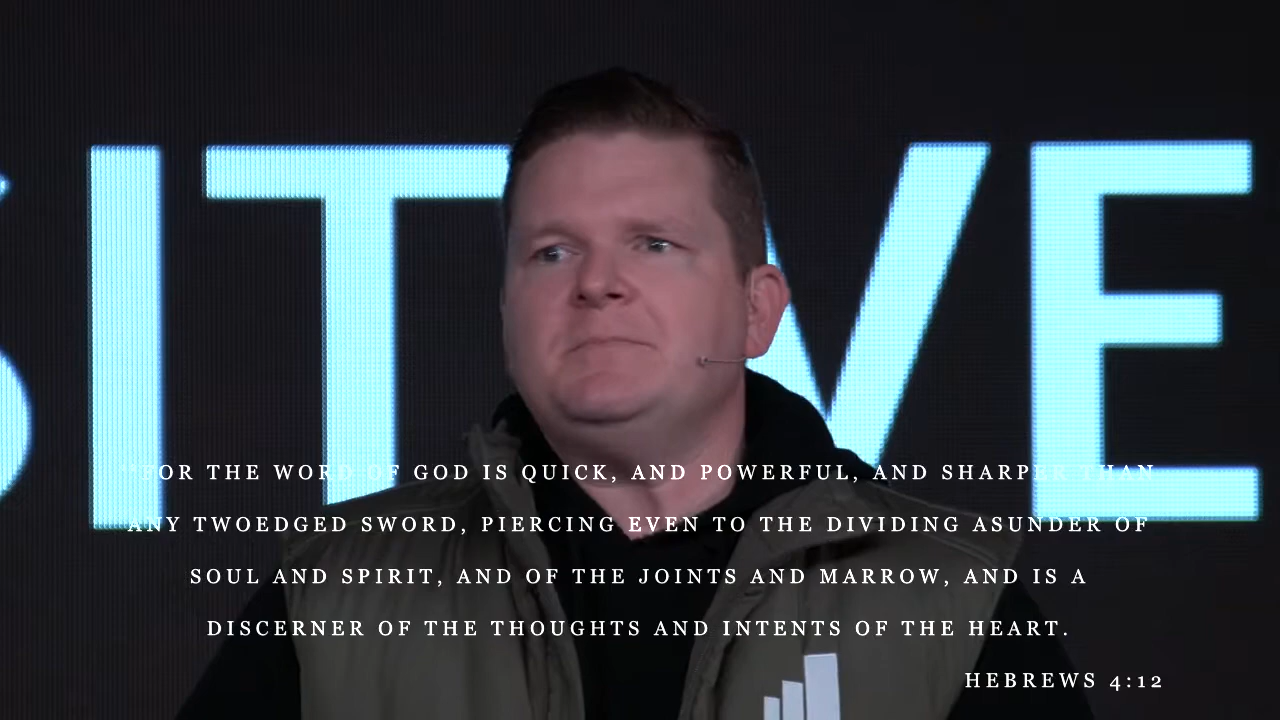 SITIVE
"FOR THE WORD OF GOD IS QUICK, AND POWERFUL, AND SHARPER THAN
ANY TWOEDGED SWORD, PIERCING EVEN TO THE DIVIDING ASUNDER OF
SOUL AND SPIRIT, AND OF THE JOINTS AND MARROW, AND IS A
DISCERNER OF THE THOUGHTS AND INTENTS OF THE HEART.
HEBREWS 4:12